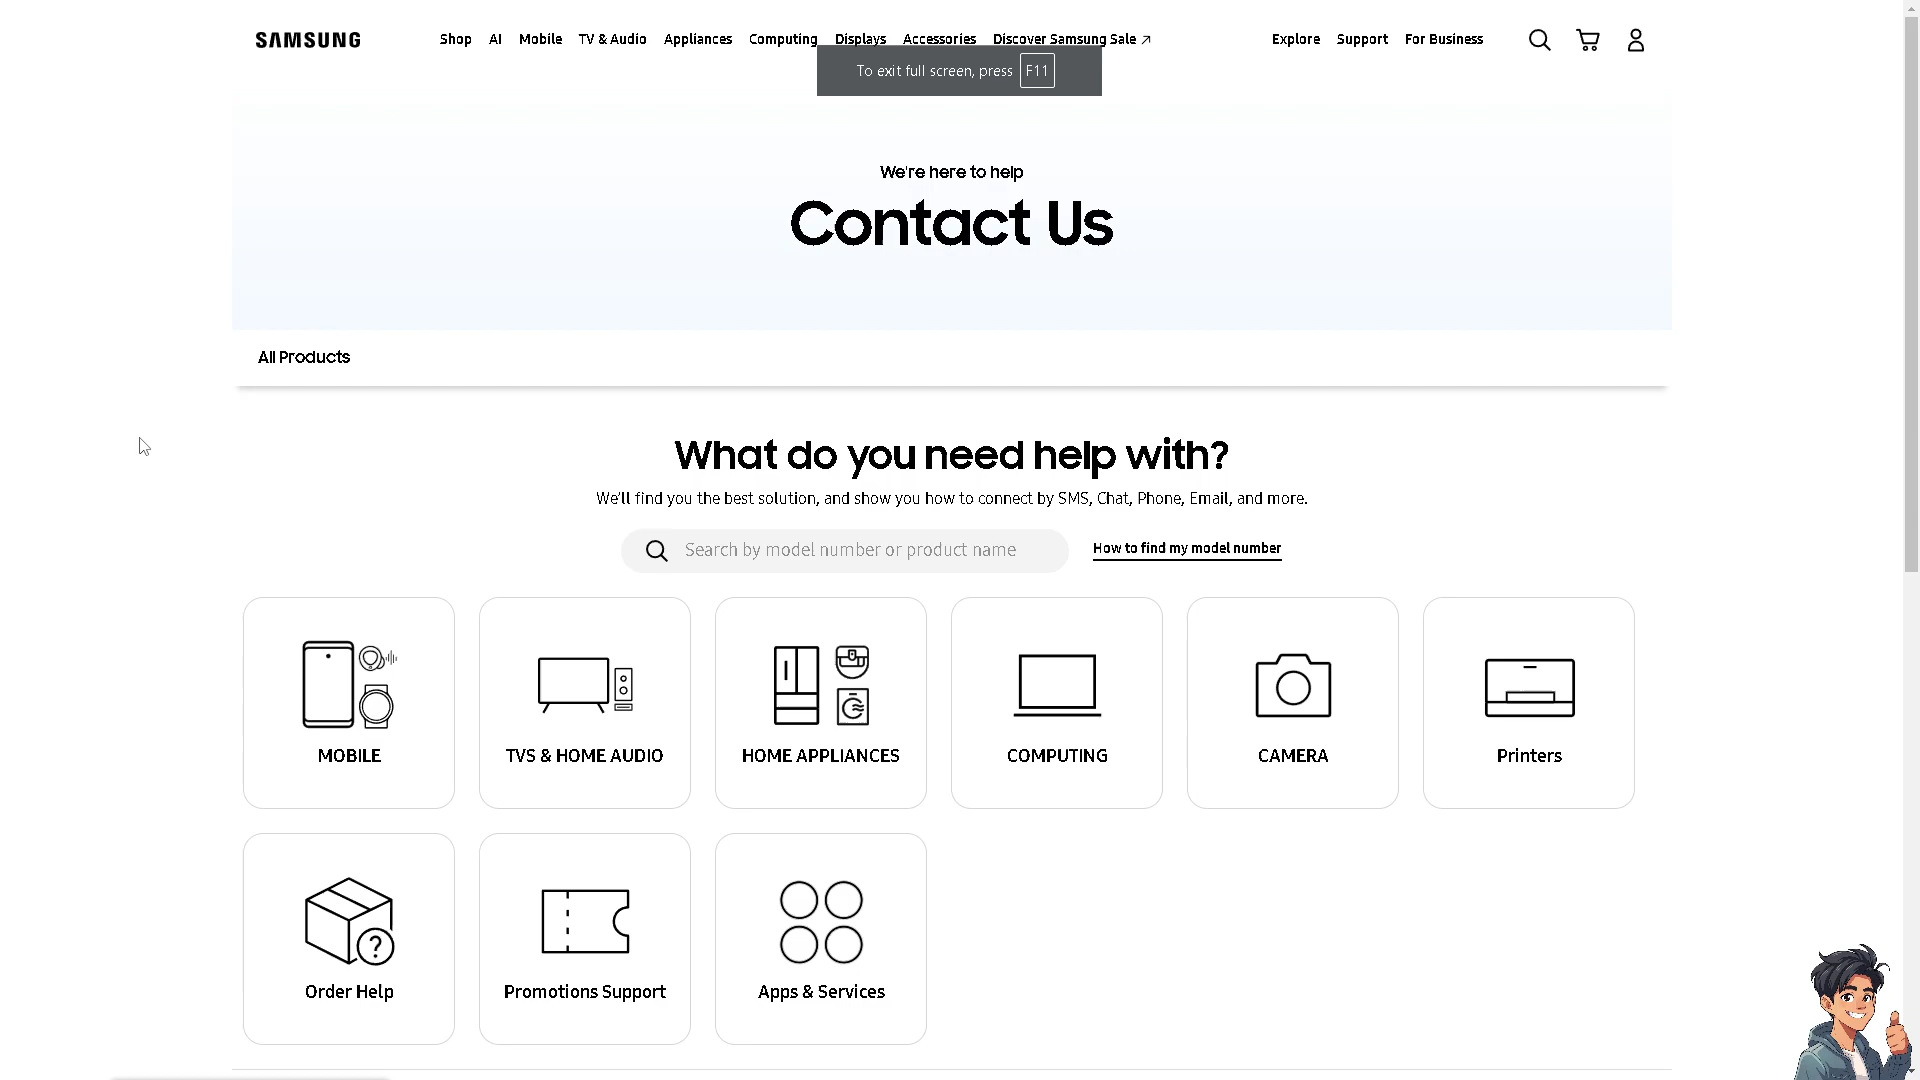 SAMSUNG Shop AI Mobile TV & Audio Appliances Computing Displays Accessories Discover Samsung Sale Explore Support For Business
To exit full screen, press F11
We're here to help
Contact Us
All Products
What do you need help with?
We'll find you the best solution, and show you how to connect by SMS, Chat, Phone, Email, and more.
Search by model number or product name How to find my model number
MOBILE TVS & HOME AUDIO HOME APPLIANCES COMPUTING CAMERA Printers
?
Order Help Promotions Support Apps & Services